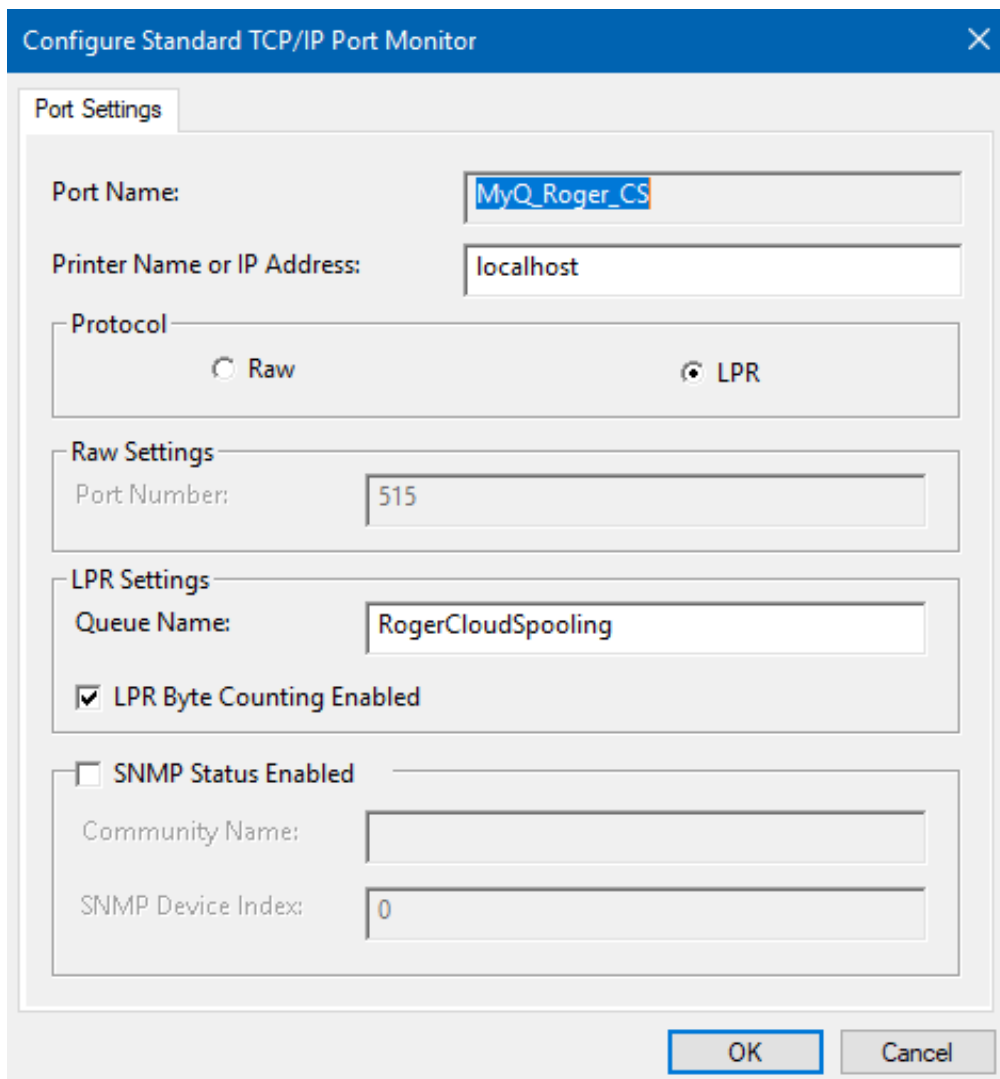 Configure Standard TCP/IP Port Monitor
Port Settings
Port Name: MyQ_Roger_CS
Printer Name or IP Address: localhost
Protocol
Raw LPR
Raw Settings
Port Number: 515
LPR Settings
Queue Name: RogerCloudSpooling
LPR Byte Counting Enabled
SNMP Status Enabled
Community Name:
SNMP Device Index: 0
OK Cancel